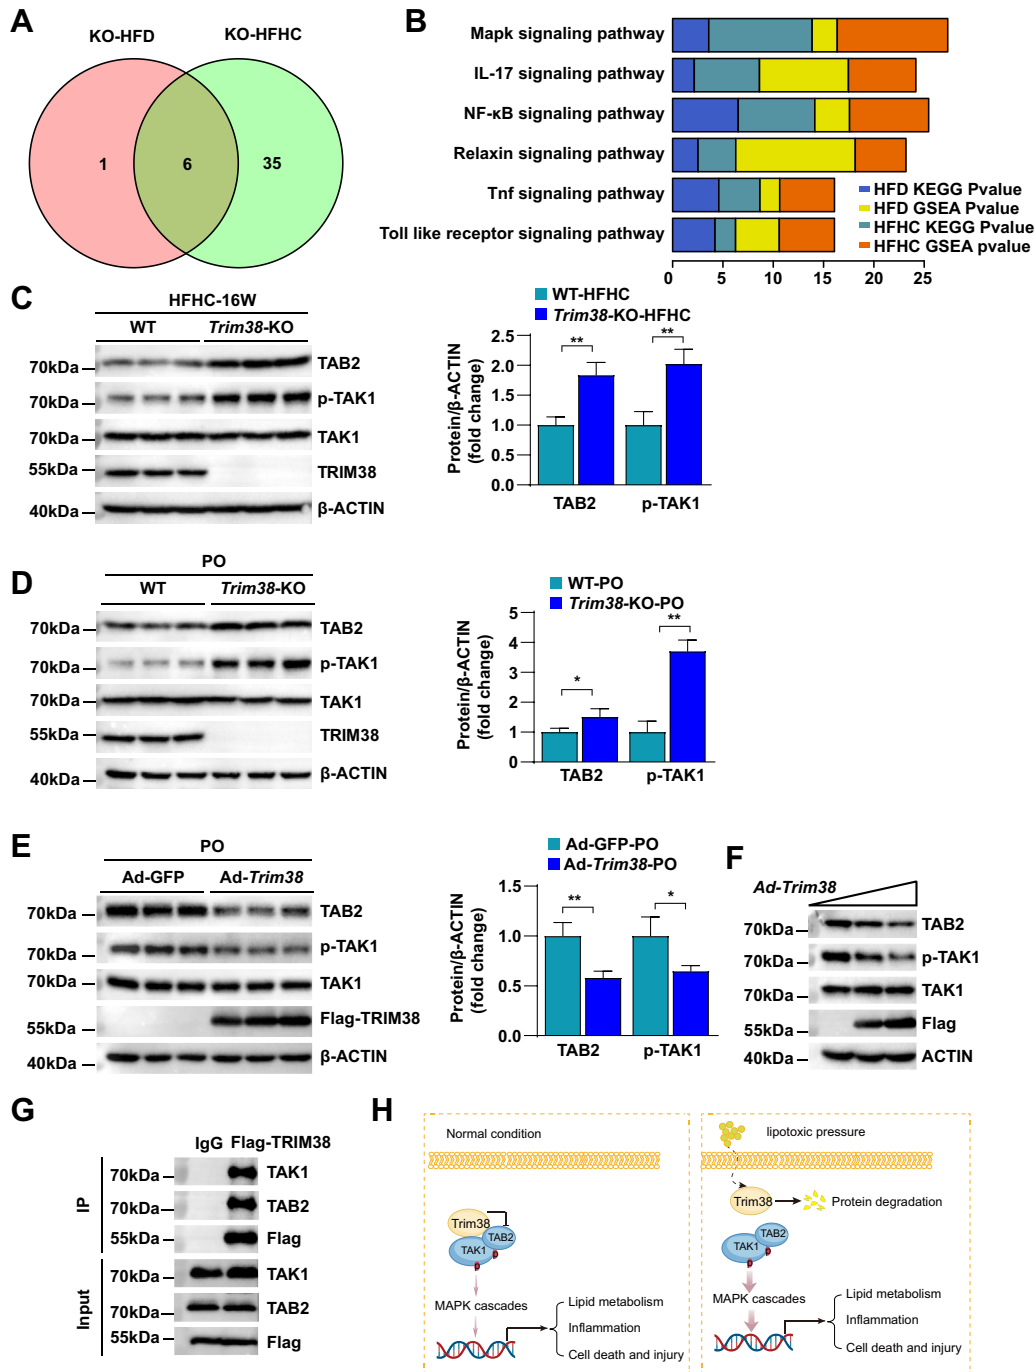 A
KO-HFD
KO-HFHC
1
6
35
B
Mapk signaling pathway
IL-17 signaling pathway
NF-κB signaling pathway
Relaxin signaling pathway
Tnf signaling pathway
Toll like receptor signaling pathway
HFD KEGG Pvalue
HFD GSEA Pvalue
HFHC KEGG Pvalue
HFHC GSEA pvalue
0 5 10 15 20 25
C
HFHC-16W
WT Trim38-KO
70kDa TAB2
70kDa p-TAK1
70kDa TAK1
55kDa TRIM38
40kDa β-ACTIN
WT-HFHC
Trim38-KO-HFHC
Protein/β-ACTIN
(fold change)
2.5
2.0
1.5
1.0
0.5
0.0
** **
TAB2 p-TAK1
D
PO
WT Trim38-KO
70kDa TAB2
70kDa p-TAK1
70kDa TAK1
55kDa TRIM38
40kDa β-ACTIN
WT-PO
Trim38-KO-PO
Protein/β-ACTIN
(fold change)
5
4
3
2
1
0
* **
TAB2 p-TAK1
E
PO
Ad-GFP Ad-Trim38
70kDa TAB2
70kDa p-TAK1
70kDa TAK1
55kDa Flag-TRIM38
40kDa β-ACTIN
Ad-GFP-PO
Ad-Trim38-PO
Protein/β-ACTIN
(fold change)
1.5
1.0
0.5
0.0
** *
TAB2 p-TAK1
F
Ad-Trim38
70kDa TAB2
70kDa p-TAK1
70kDa TAK1
55kDa Flag
40kDa ACTIN
G
IgG Flag-TRIM38
IP
70kDa TAK1
70kDa TAB2
55kDa Flag
Input
70kDa TAK1
70kDa TAB2
55kDa Flag
H
Normal condition
Trim38
TAB2
TAK1
p
p
MAPK cascades
Lipid metabolism
Inflammation
Cell death and injury
lipotoxic pressure
Trim38
Protein degradation
TAB2
TAK1
p
p
MAPK cascades
Lipid metabolism
Inflammation
Cell death and injury